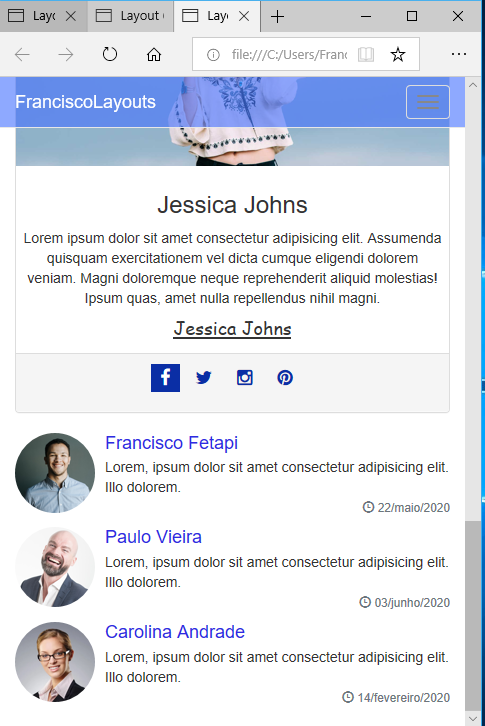 Layo
Layout (
Layo
file:///C:/Users/Franc
FranciscoLayouts
Jessica Johns
Lorem ipsum dolor sit amet consectetur adipisicing elit. Assumenda
quisquam exercitationem vel dicta cumque eligendi dolorem
veniam. Magni doloremque neque reprehenderit aliquid molestias!
Ipsum quas, amet nulla repellendus nihil magni.
Jessica Johns
Francisco Fetapi
Lorem, ipsum dolor sit amet consectetur adipisicing elit.
Illo dolorem.
22/maio/2020
Paulo Vieira
Lorem, ipsum dolor sit amet consectetur adipisicing elit.
Illo dolorem.
03/junho/2020
Carolina Andrade
Lorem, ipsum dolor sit amet consectetur adipisicing elit.
Illo dolorem.
14/fevereiro/2020